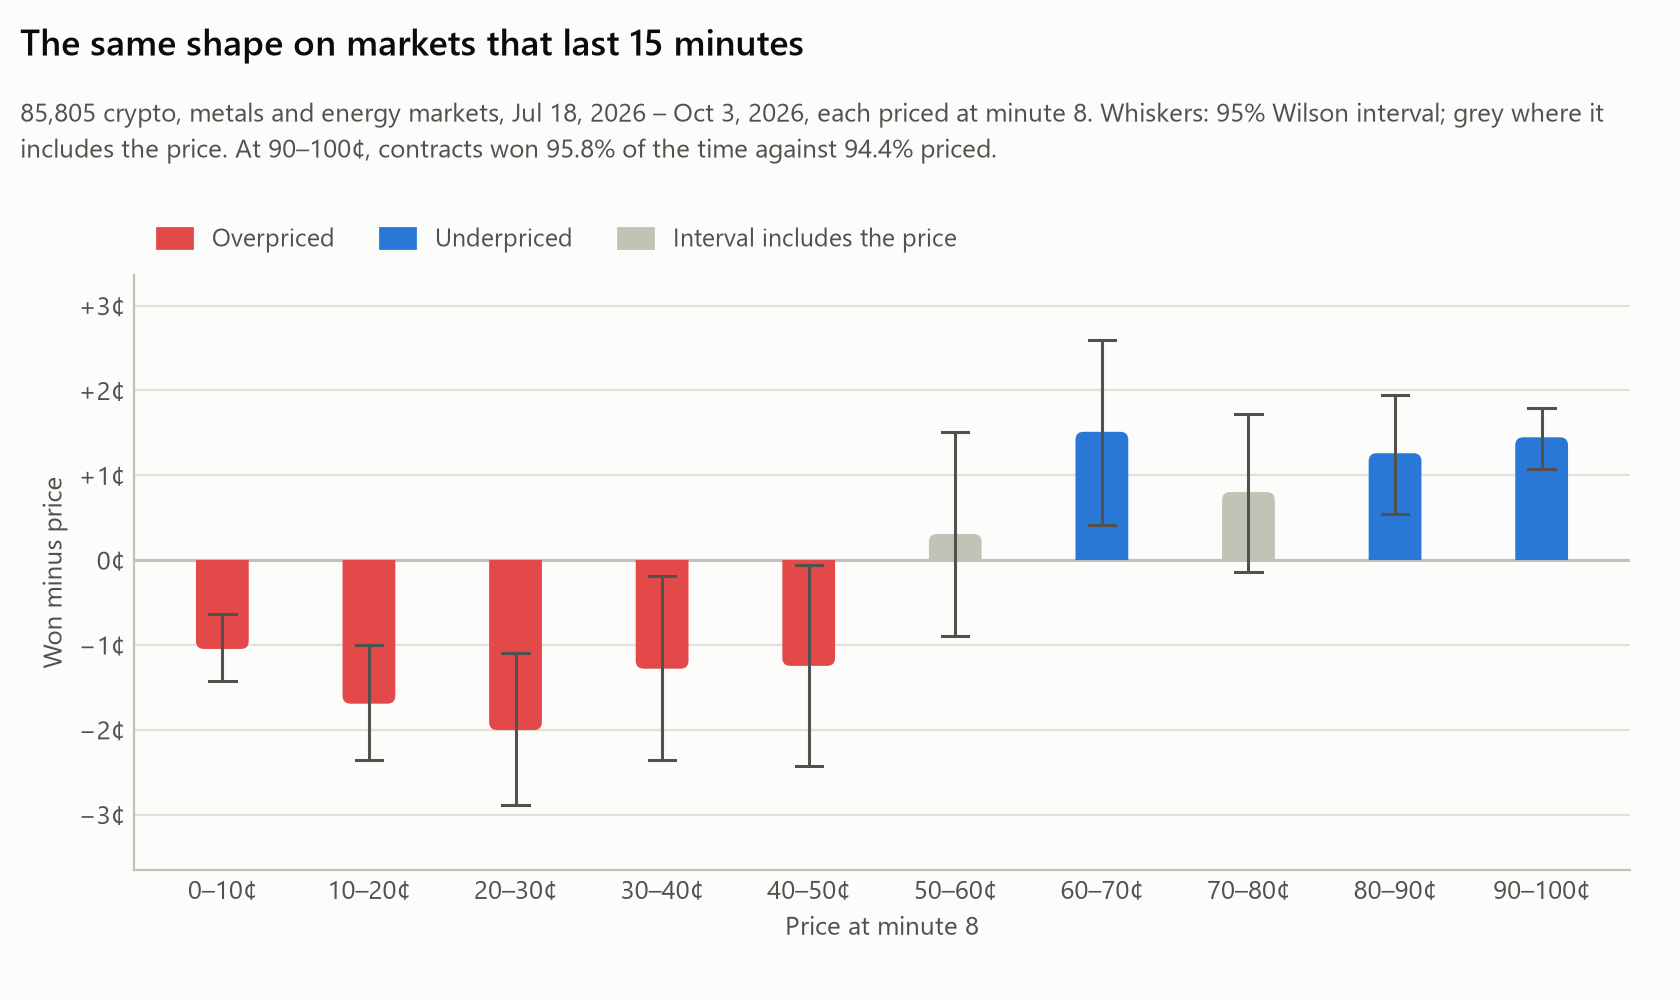 The same shape on markets that last 15 minutes
85,805 crypto, metals and energy markets, Jul 18, 2026 – Oct 3, 2026, each priced at minute 8. Whiskers: 95% Wilson interval; grey where it
includes the price. At 90–100¢, contracts won 95.8% of the time against 94.4% priced.
Overpriced Underpriced Interval includes the price
+3¢
+2¢
+1¢
0¢
−1¢
−2¢
−3¢
Won minus price
0–10¢ 10–20¢ 20–30¢ 30–40¢ 40–50¢ 50–60¢ 60–70¢ 70–80¢ 80–90¢ 90–100¢
Price at minute 8